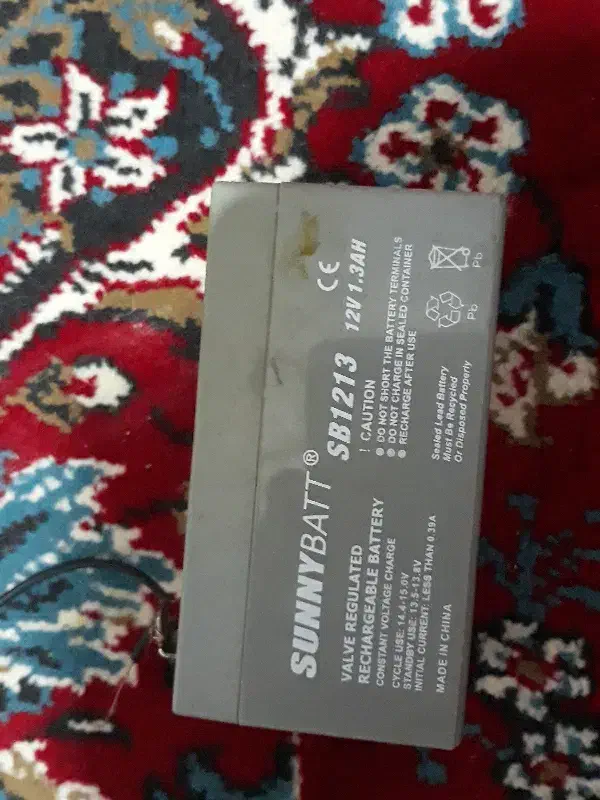 SUNNYBATT®
SB1213 12V 1.3AH
CE
VALVE REGULATED
RECHARGEABLE BATTERY
CONSTANT VOLTAGE CHARGE
CYCLE USE: 14.4-15.0V
STANDBY USE: 13.5-13.8V
INITIAL CURRENT: LESS THAN 0.39A
MADE IN CHINA
! CAUTION
● DO NOT SHORT THE BATTERY TERMINALS
● DO NOT CHARGE IN SEALED CONTAINER
● RECHARGE AFTER USE
Sealed Lead Battery
Must Be Recycled
Or Disposed Property
Pb
Pb